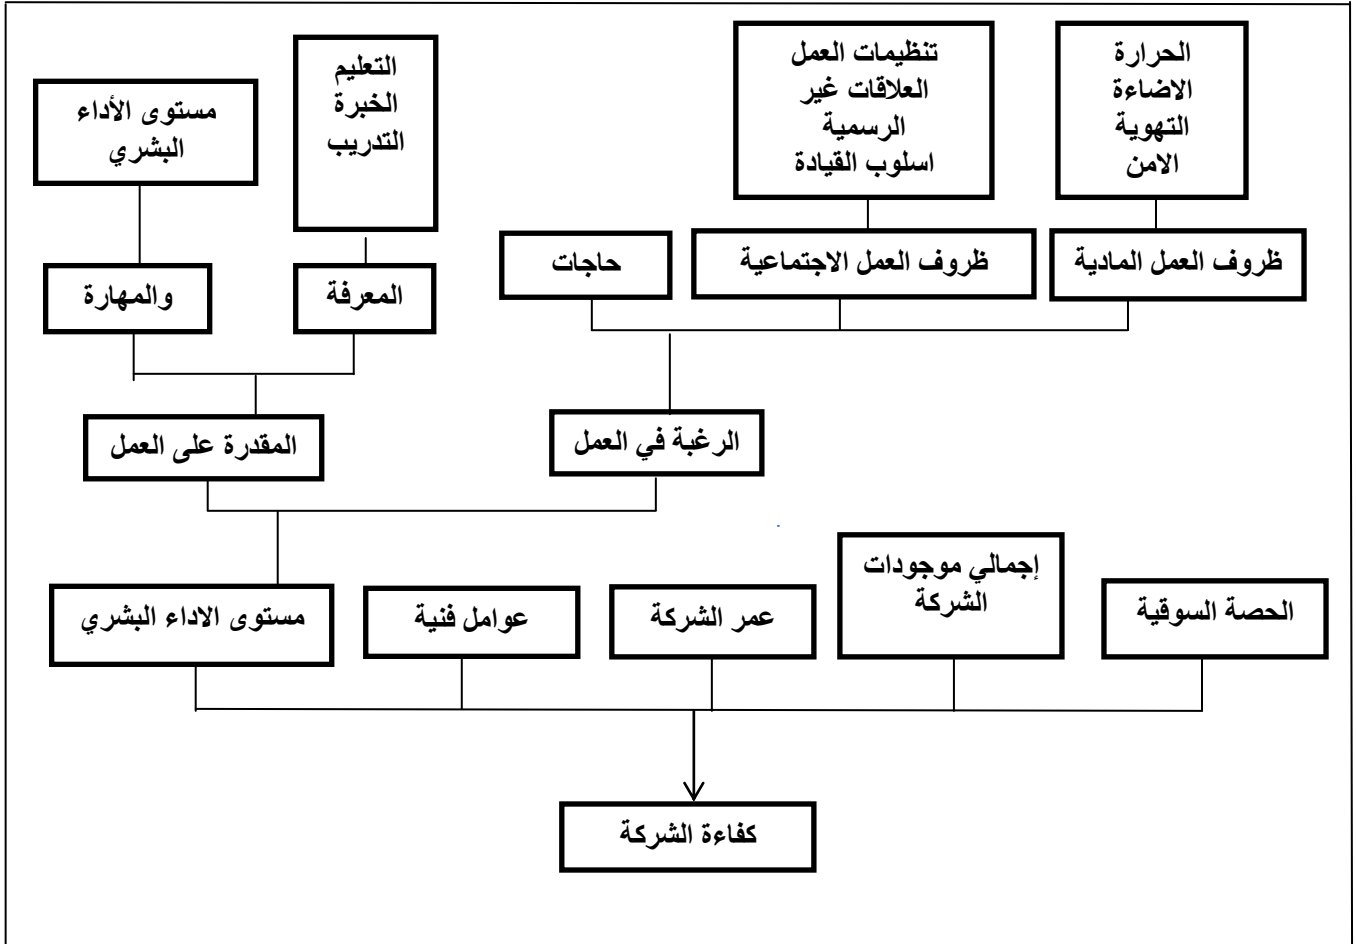 الحرارة
الاضاءة
التهوية
الامن
تنظيمات العمل
العلاقات غير
الرسمية
اسلوب القيادة
التعليم
الخبرة
التدريب
مستوى الأداء
البشري
ظروف العمل المادية
ظروف العمل الاجتماعية
حاجات
المعرفة
والمهارة
الرغبة في العمل
المقدرة على العمل
الحصة السوقية
إجمالي موجودات
الشركة
عمر الشركة
عوامل فنية
مستوى الاداء البشري
كفاءة الشركة